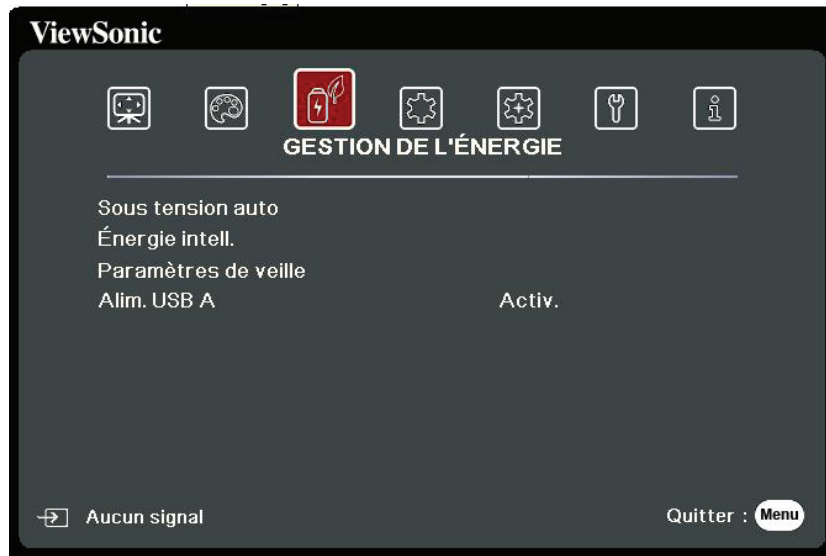 ViewSonic
GESTION DE L'ÉNERGIE
Sous tension auto
Énergie intell.
Paramètres de veille
Alim. USB A Activ.
Aucun signal Quitter : Menu